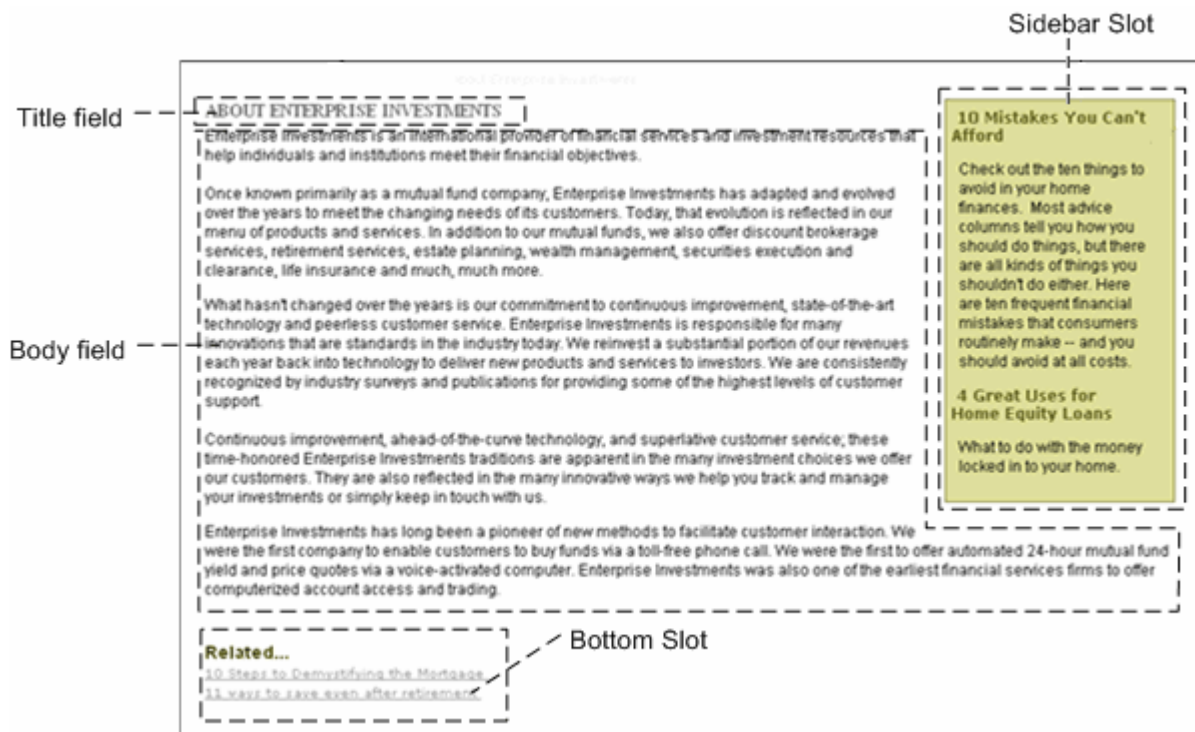 Sidebar Slot
Title field
ABOUT ENTERPRISE INVESTMENTS
Enterprise Investments is an international provider of financial services and investment resources that
help individuals and institutions meet their financial objectives.
Once known primarily as a mutual fund company, Enterprise Investments has adapted and evolved
over the years to meet the changing needs of its customers. Today, that evolution is reflected in our
menu of products and services. In addition to our mutual funds, we also offer discount brokerage
services, retirement services, estate planning, wealth management, securities execution and
clearance, life insurance and much, much more.
What hasn't changed over the years is our commitment to continuous improvement, state-of-the-art
technology and peerless customer service. Enterprise Investments is responsible for many
Body field
innovations that are standards in the industry today. We reinvest a substantial portion of our revenues
each year back into technology to deliver new products and services to investors. We are consistently
recognized by industry surveys and publications for providing some of the highest levels of customer
support.
Continuous improvement, ahead-of-the-curve technology, and superlative customer service; these
time-honored Enterprise Investments traditions are apparent in the many investment choices we offer
our customers. They are also reflected in the many innovative ways we help you track and manage
your investments or simply keep in touch with us.
Enterprise Investments has long been a pioneer of new methods to facilitate customer interaction. We
were the first company to enable customers to buy funds via a toll-free phone call. We were the first to offer automated 24-hour mutual fund
yield and price quotes via a voice-activated computer. Enterprise Investments was also one of the earliest financial services firms to offer
computerized account access and trading.
10 Mistakes You Can't
Afford
Check out the ten things to
avoid in your home
finances. Most advice
columns tell you how you
should do things, but there
are all kinds of things you
shouldn't do either. Here
are ten frequent financial
mistakes that consumers
routinely make -- and you
should avoid at all costs.
4 Great Uses for
Home Equity Loans
What to do with the money
locked in to your home.
Bottom Slot
Related...
10 Steps to Demystifying the Mortgage
11 ways to save even after retirement